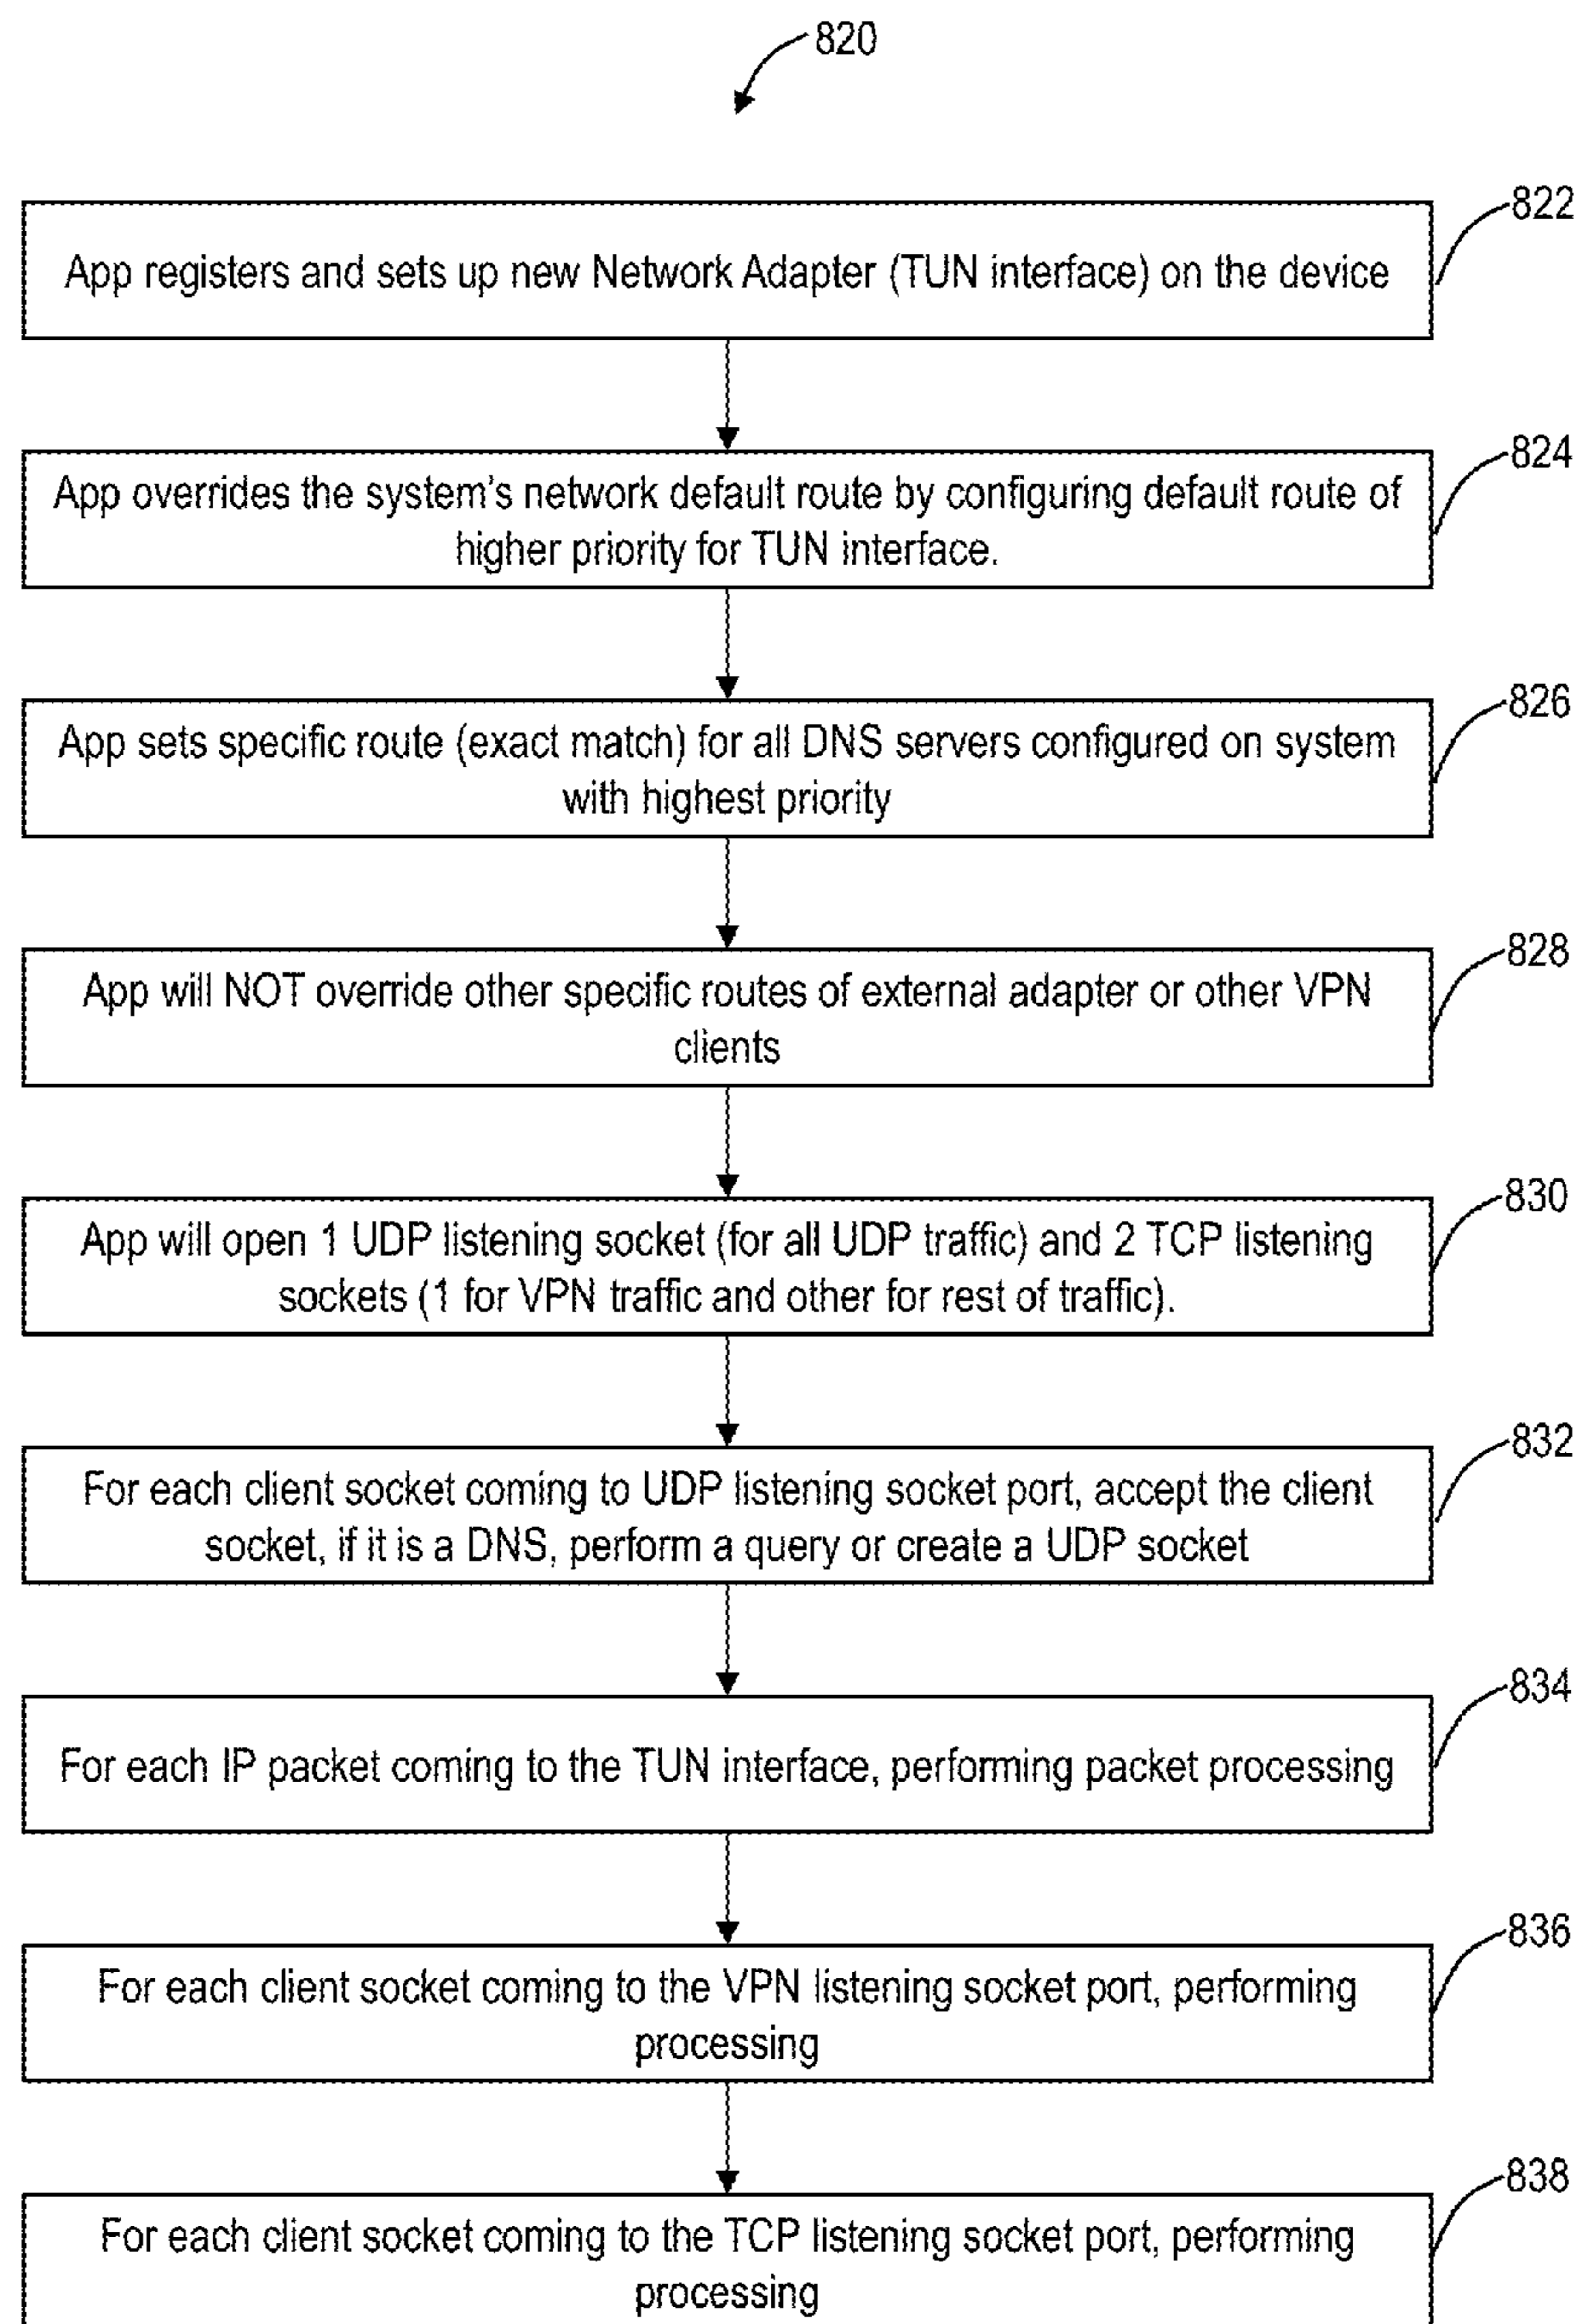 820
822
App registers and sets up new Network Adapter (TUN interface) on the device
824
App overrides the system's network default route by configuring default route of
higher priority for TUN interface.
826
App sets specific route (exact match) for all DNS servers configured on system
with highest priority
828
App will NOT override other specific routes of external adapter or other VPN
clients
830
App will open 1 UDP listening socket (for all UDP traffic) and 2 TCP listening
sockets (1 for VPN traffic and other for rest of traffic).
832
For each client socket coming to UDP listening socket port, accept the client
socket, if it is a DNS, perform a query or create a UDP socket
834
For each IP packet coming to the TUN interface, performing packet processing
836
For each client socket coming to the VPN listening socket port, performing
processing
838
For each client socket coming to the TCP listening socket port, performing
processing